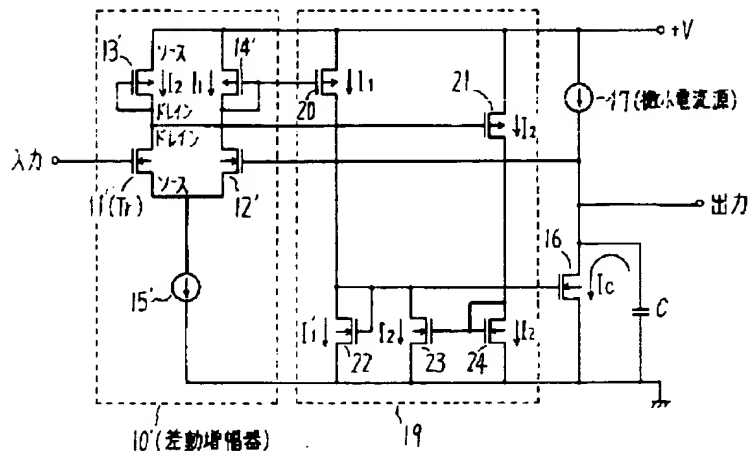 +V
13' ソース
I2 I1 14'
ドレイン
20 I1
21
I2
17(微小電流源)
ドレイン
入力
ソース
11'(Tr) 12'
出力
16
Ic
C
15'
I1' I2 I2
22 23 24
10'(差動増幅器) 19